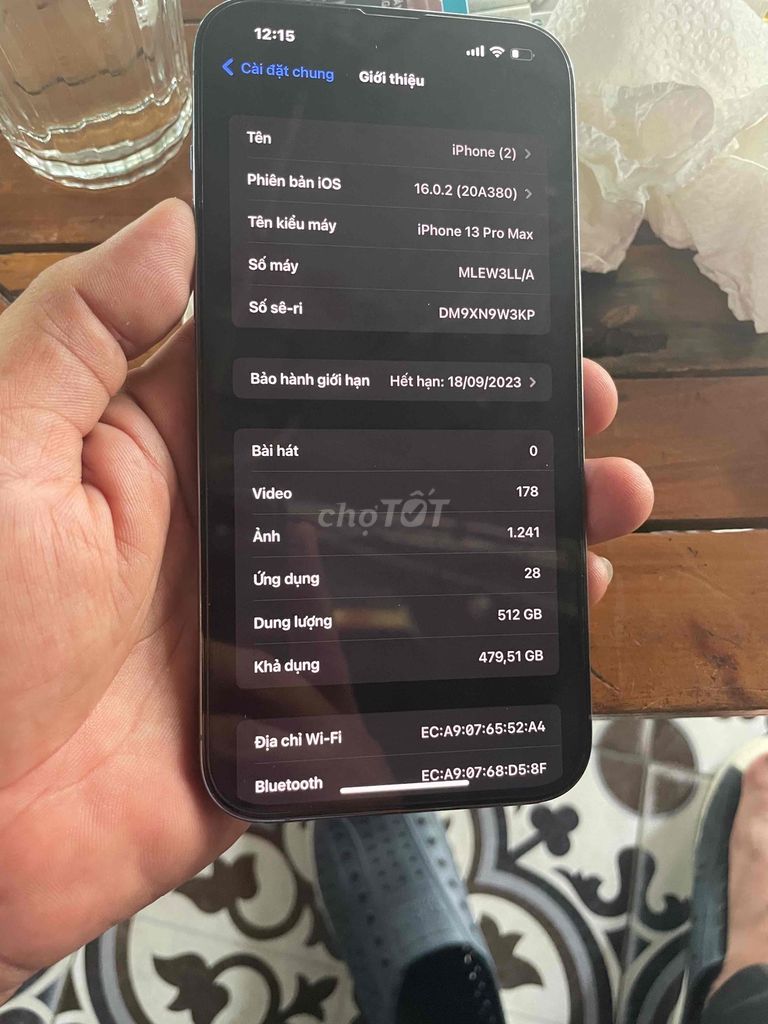 12:15
Cài đặt chung Giới thiệu
Tên iPhone (2)
Phiên bản iOS 16.0.2 (20A380)
Tên kiểu máy iPhone 13 Pro Max
Số máy MLEW3LL/A
Số sê-ri DM9XN9W3KP
Bảo hành giới hạn Hết hạn: 18/09/2023
Bài hát 0
Video 178
chợTỐT
Ảnh 1.241
Ứng dụng 28
Dung lượng 512 GB
Khả dụng 479,51 GB
Địa chỉ Wi-Fi EC:A9:07:65:52:A4
Bluetooth EC:A9:07:68:D5:8F